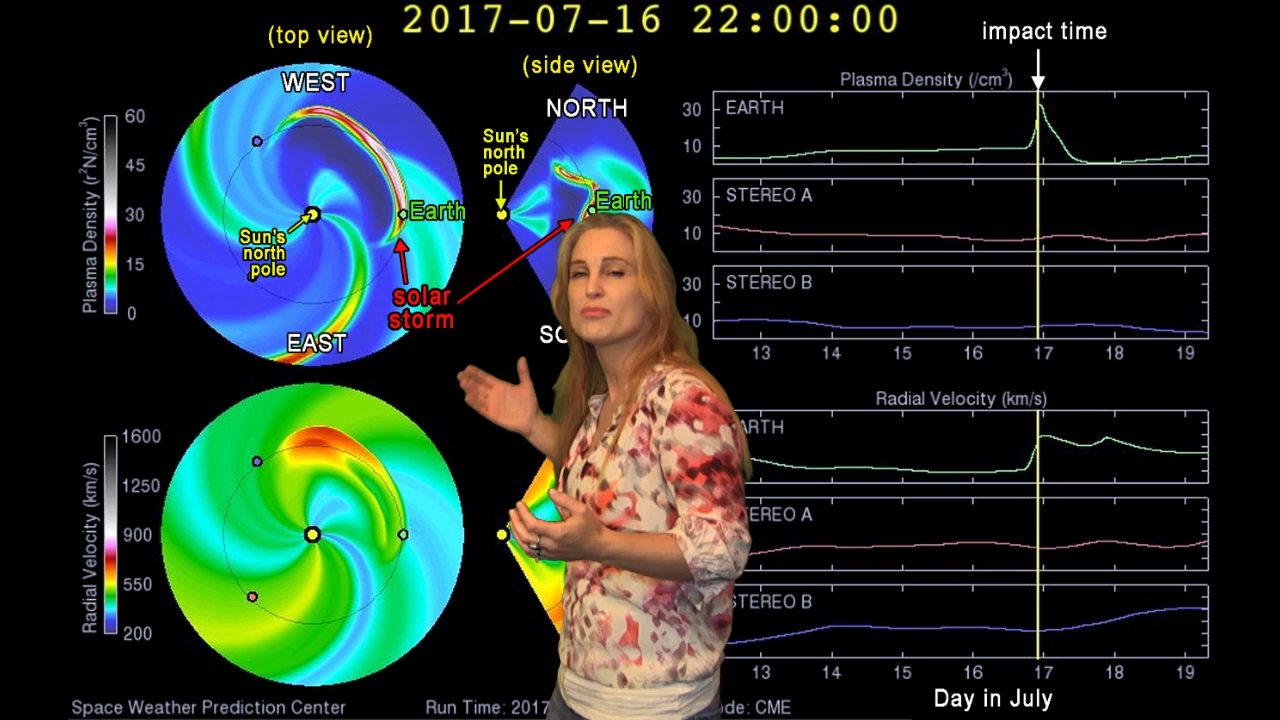 2017-07-16 22:00:00
(top view)
WEST
(side view)
NORTH
impact time
Plasma Density (/cm³)
Plasma Density (r²N/cm³)
60
45
30
15
0
Sun's
north
pole
Sun's
north
pole
Earth
Earth
solar
storm
EAST
EARTH
30
10
STEREO A
30
10
STEREO B
30
10
13 14 15 16 17 18 19
Radial Velocity (km/s)
1600
1250
900
550
200
Radial Velocity (km/s)
STEREO A
STEREO B
13 14 15 16 17 18 19
Day in July
Space Weather Prediction Center
Run Time: 2017
CME